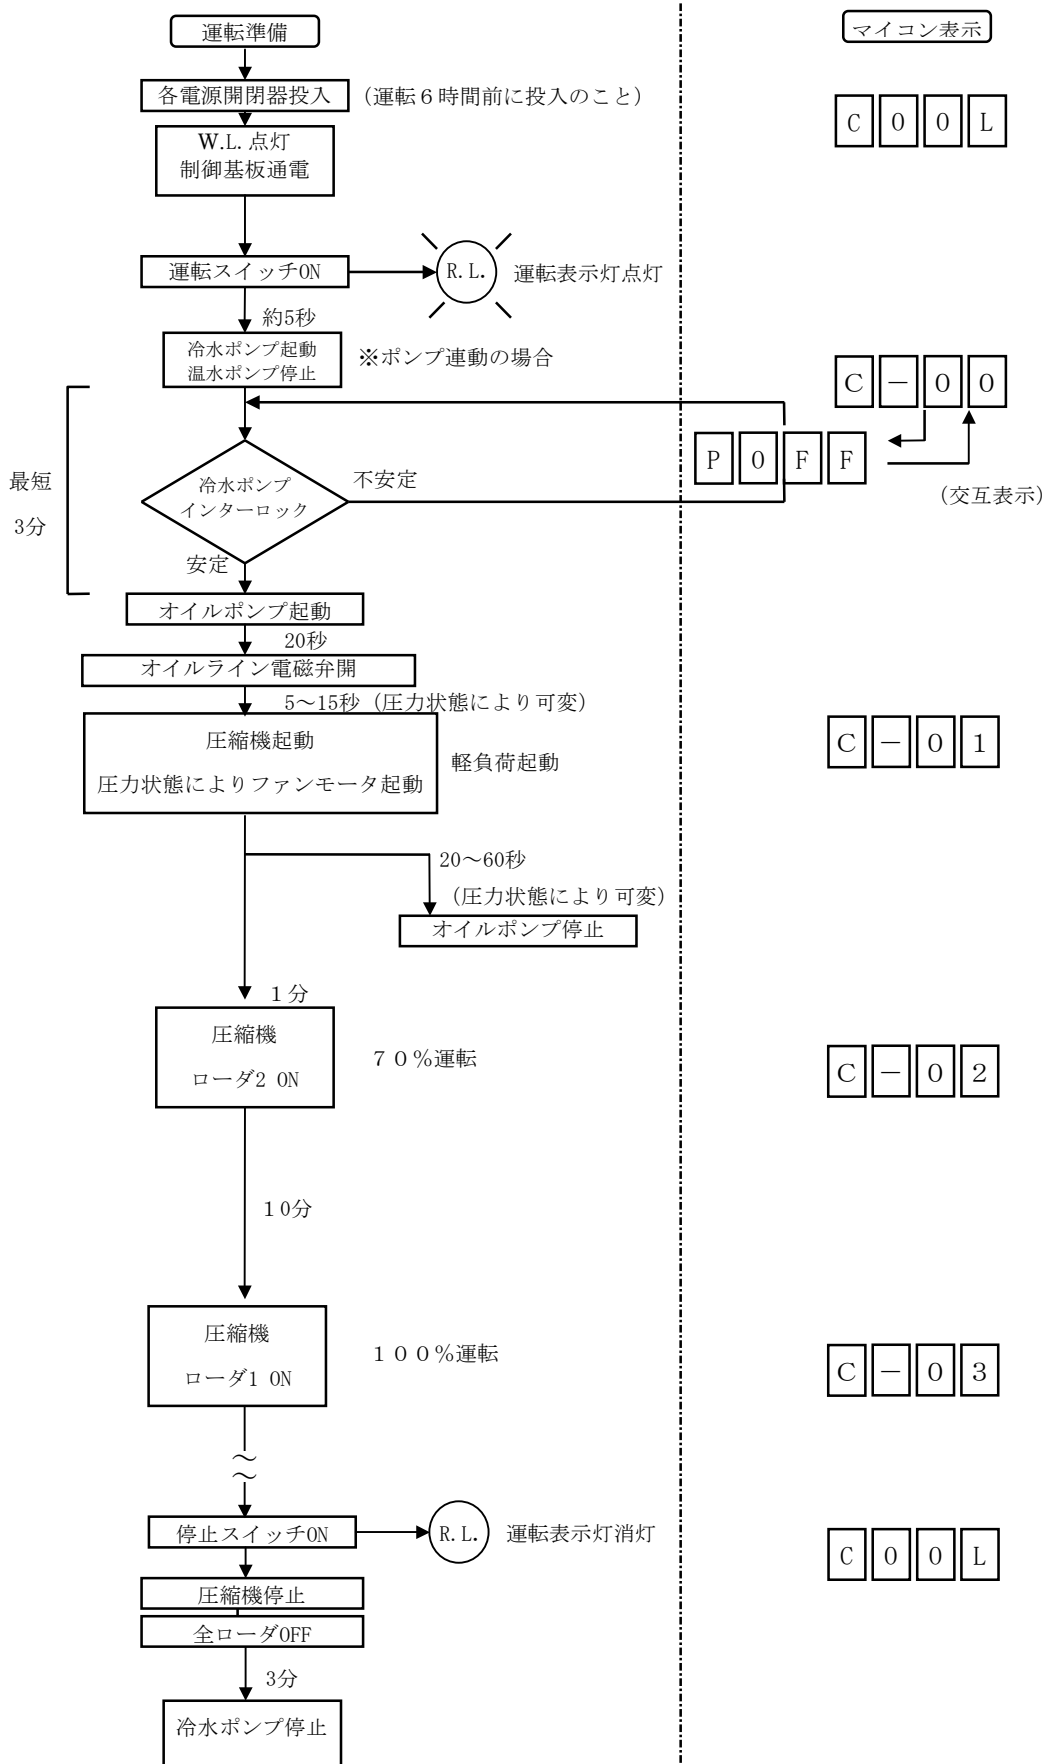 運転準備
マイコン表示
各電源開閉器投入 （運転６時間前に投入のこと）
C O O L
W.L.点灯
制御基板通電
運転スイッチON
R.L.
運転表示灯点灯
約5秒
冷水ポンプ起動
温水ポンプ停止
※ポンプ連動の場合
C － 0 0
P O F F
（交互表示）
最短
3分
冷水ポンプ
インターロック
不安定
安定
オイルポンプ起動
20秒
オイルライン電磁弁開
5～15秒（圧力状態により可変）
圧縮機起動
圧力状態によりファンモータ起動
軽負荷起動
C － 0 1
20～60秒
（圧力状態により可変）
オイルポンプ停止
１分
圧縮機
ローダ2 ON
７０％運転
C － 0 2
１0分
圧縮機
ローダ1 ON
１００％運転
C － 0 3
～
～
停止スイッチON
R.L.
運転表示灯消灯
C O O L
圧縮機停止
全ローダOFF
3分
冷水ポンプ停止